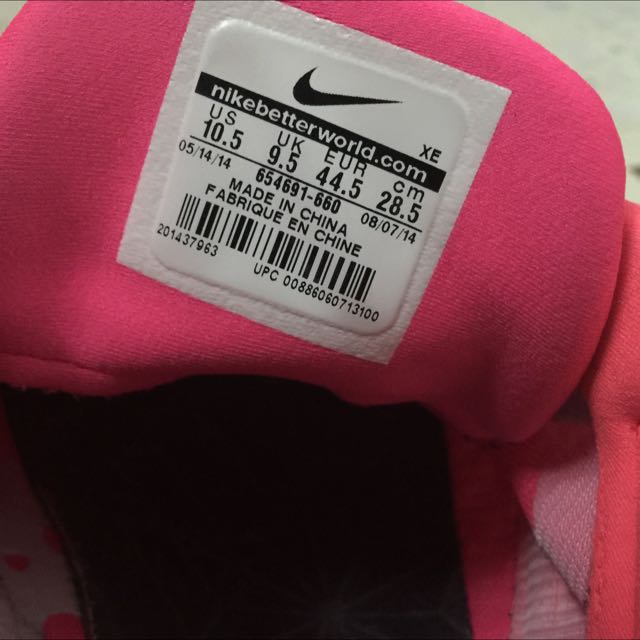 nikebetterworld.com
XE
US UK EUR cm
10.5 9.5 44.5 28.5
05/14/14 08/07/14
654691-660
MADE IN CHINA
FABRIQUE EN CHINE
201437963
UPC 00886060713100